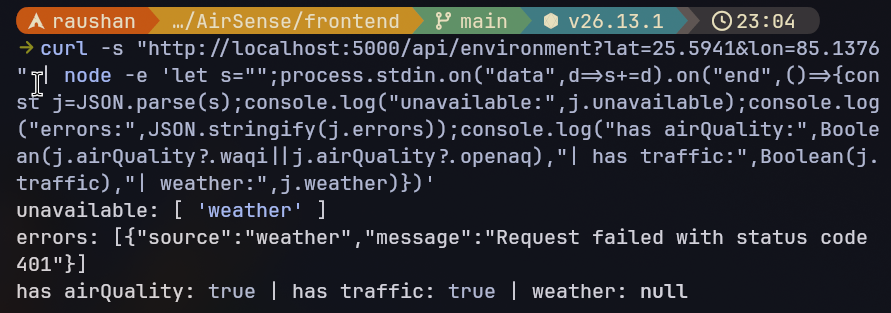 raushan …/AirSense/frontend main v26.13.1 23:04
→ curl -s "http://localhost:5000/api/environment?lat=25.5941&lon=85.1376
" | node -e 'let s="";process.stdin.on("data",d=>s+=d).on("end",()=>{con
st j=JSON.parse(s);console.log("unavailable:",j.unavailable);console.log
("errors:",JSON.stringify(j.errors));console.log("has airQuality:",Boole
an(j.airQuality?.waqi||j.airQuality?.openaq),"| has traffic:",Boolean(j.
traffic),"| weather:",j.weather)})'
unavailable: [ 'weather' ]
errors: [{"source":"weather","message":"Request failed with status code
401"}]
has airQuality: true | has traffic: true | weather: null